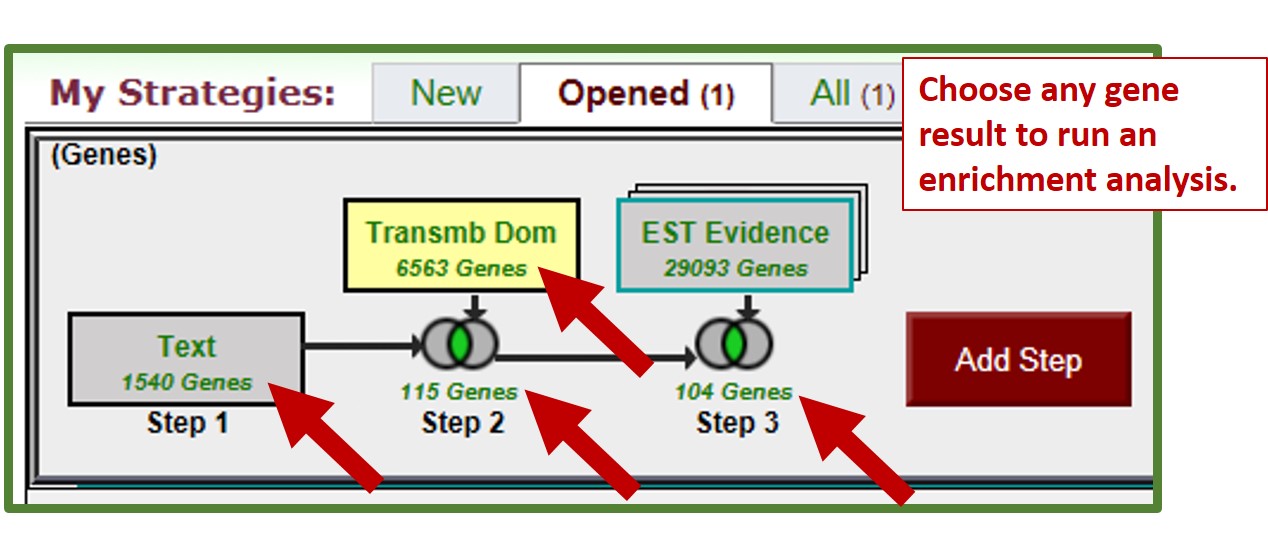 My Strategies:
New
Opened (1)
All (1)
Choose any gene
result to run an
enrichment analysis.
(Genes)
Transmb Dom
6563 Genes
EST Evidence
29093 Genes
Text
1540 Genes
Step 1
115 Genes
Step 2
104 Genes
Step 3
Add Step